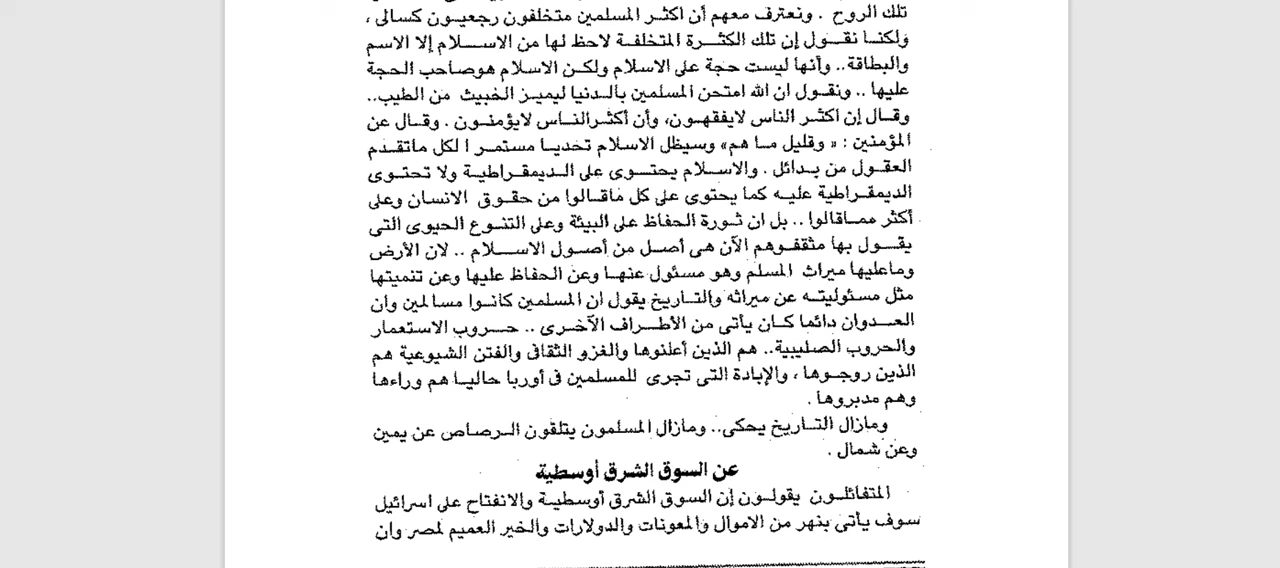 تلك الروح . ونعترف معهم أن اكثر المسلمين متخلفون رجعيون كسالى ،
ولكنا نقول إن تلك الكثرة المتخلفة لاحظ لها من الاسلام إلا الاسم
والبطاقة.. وأنها ليست حجة على الاسلام ولكن الاسلام هوصاحب الحجة
عليها .. ونقول ان الله امتحن المسلمين بالدنيا ليميز الخبيث من الطيب..
وقال إن اكثر الناس لايفقهون، وأن أكثرالناس لايؤمنون . وقال عن
المؤمنين : « وقليل ما هم» وسيظل الاسلام تحديا مستمرا لكل ماتقدم
العقول من بدائل . والاسلام يحتوى على الديمقراطية ولا تحتوى
الديمقراطية عليه كما يحتوى على كل ماقالوا من حقوق الانسان وعلى
أكثر مماقالوا .. بل ان ثورة الحفاظ على البيئة وعلى التنوع الحيوى التى
يقول بها مثقفوهم الآن هى أصل من أصول الاسلام .. لان الأرض
وماعليها ميراث المسلم وهو مسئول عنها وعن الحفاظ عليها وعن تنميتها
مثل مسئوليته عن ميراثه والتاريخ يقول ان المسلمين كانوا مسالمين وان
العدوان دائما كان يأتى من الأطراف الآخرى .. حروب الاستعمار
والحروب الصليبية.. هم الذين أعلنوها والغزو الثقافى والفتن الشيوعية هم
الذين روجوها ، والإبادة التى تجرى للمسلمين فى أوربا حاليا هم وراءها
وهم مدبروها .
ومازال التاريخ يحكى.. ومازال المسلمون يتلقون الرصاص عن يمين
وعن شمال .
عن السوق الشرق أوسطية
المتفائلون يقولون إن السوق الشرق أوسطية والانفتاح على اسرائيل
سوف يأتى بنهر من الاموال والمعونات والدولارات والخير العميم لمصر وان